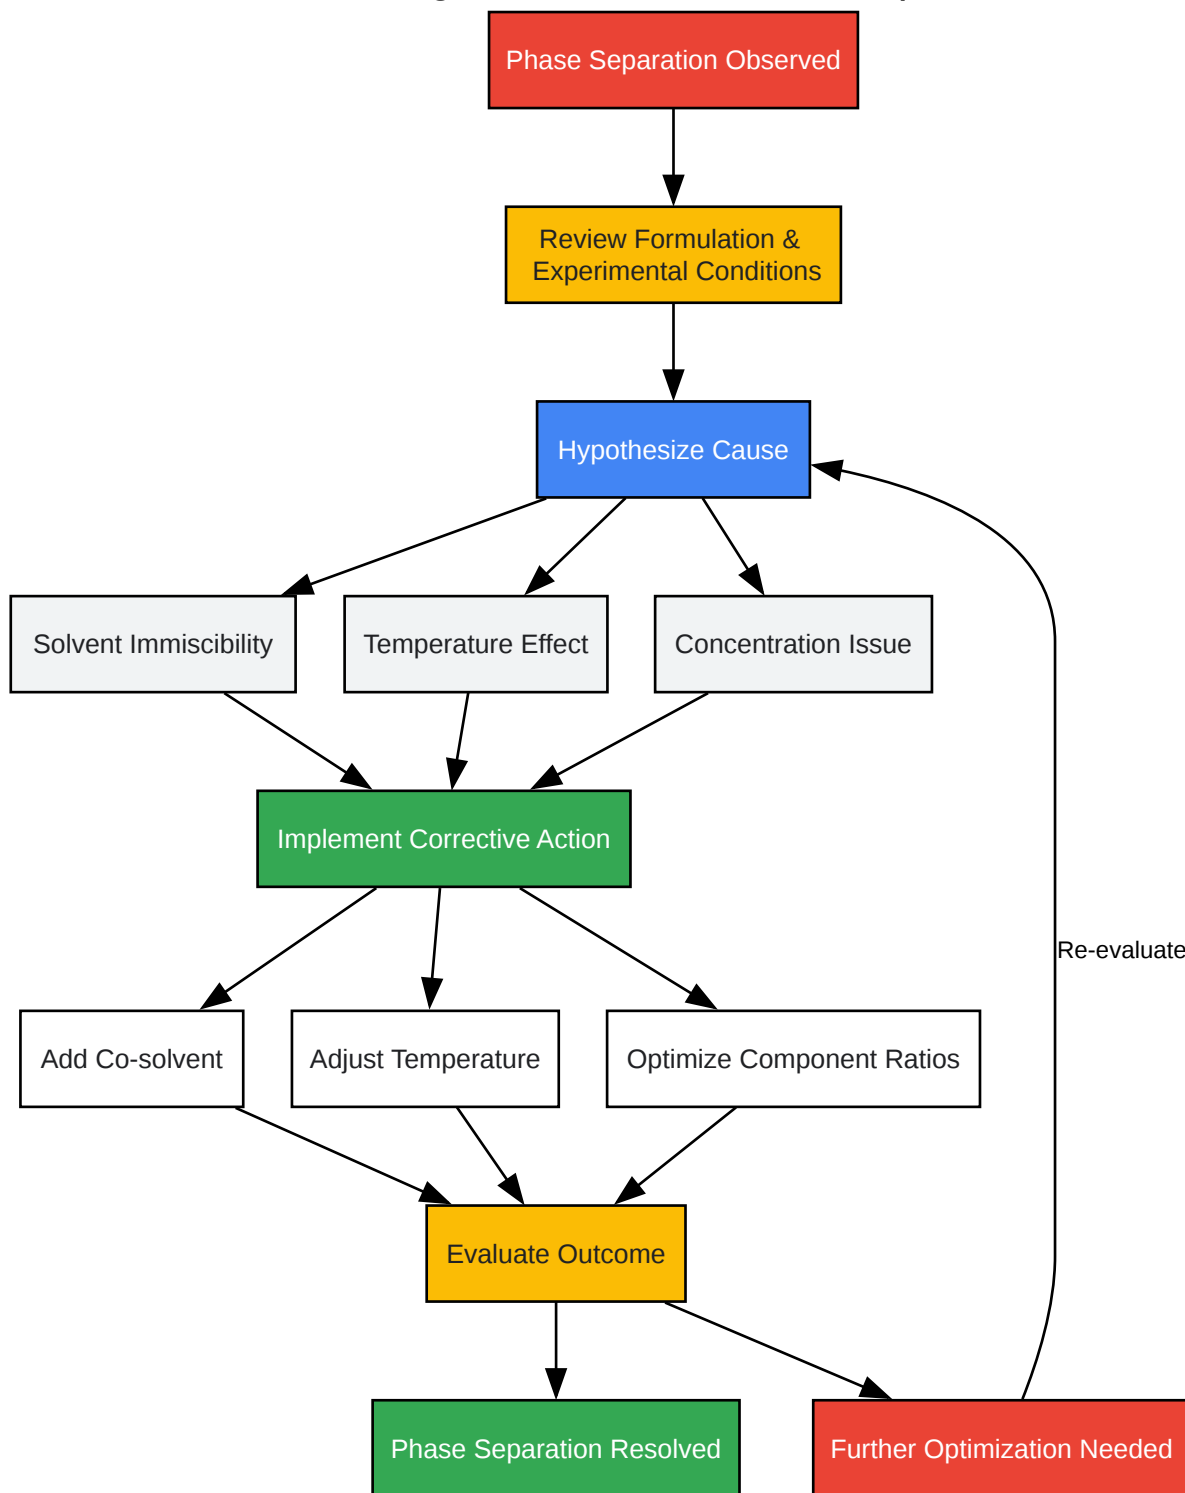 Phase Separation Observed
Review Formulation &
Experimental Conditions
Hypothesize Cause
Solvent Immiscibility
Temperature Effect
Concentration Issue
Implement Corrective Action
Re-evaluate
Add Co-solvent
Adjust Temperature
Optimize Component Ratios
Evaluate Outcome
Phase Separation Resolved
Further Optimization Needed